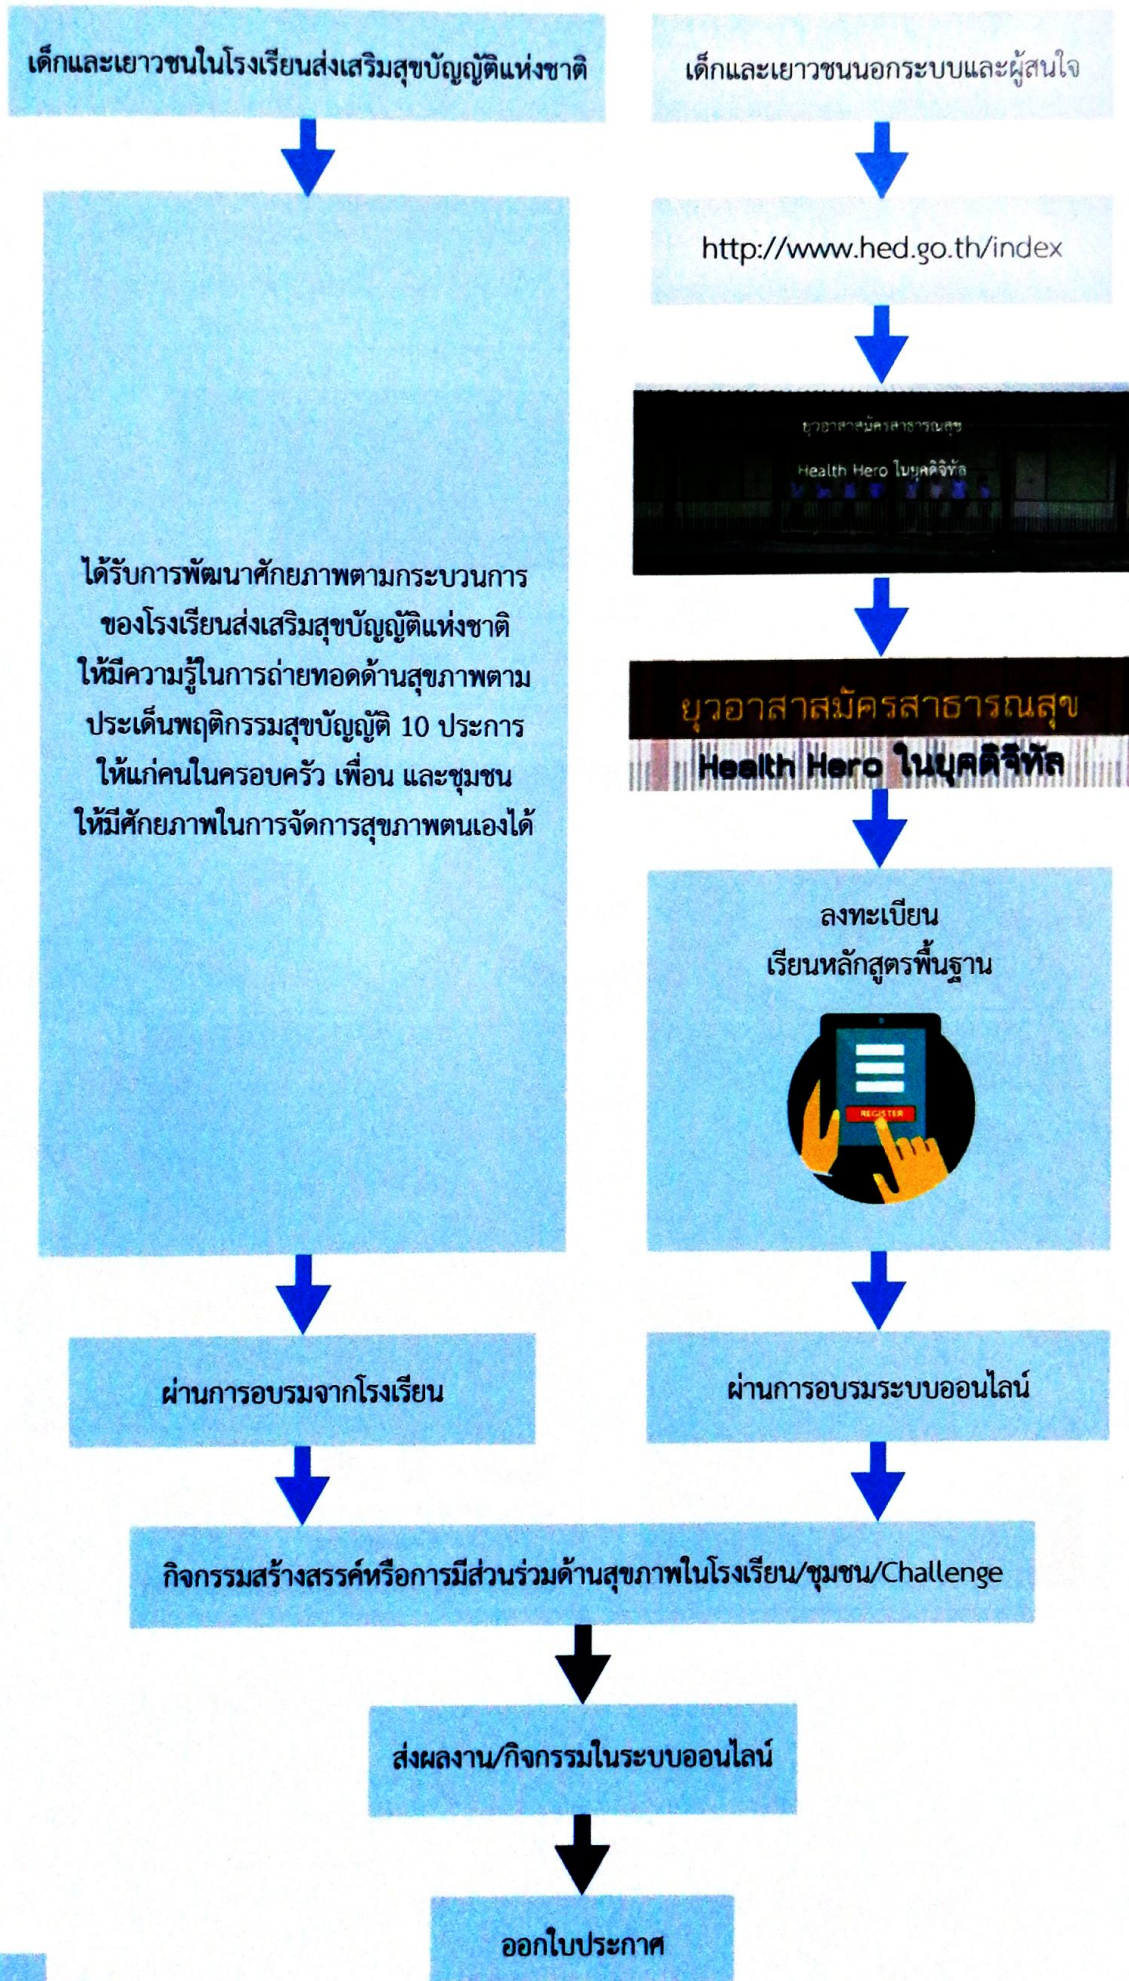 เด็กและเยาวชนในโรงเรียนส่งเสริมสุขบัญญัติแห่งชาติ
ได้รับการพัฒนาศักยภาพตามกระบวนการ
ของโรงเรียนส่งเสริมสุขบัญญัติแห่งชาติ
ให้มีความรู้ในการถ่ายทอดด้านสุขภาพตาม
ประเด็นพฤติกรรมสุขบัญญัติ 10 ประการ
ให้แก่คนในครอบครัว เพื่อน และชุมชน
ให้มีศักยภาพในการจัดการสุขภาพตนเองได้
ผ่านการอบรมจากโรงเรียน
เด็กและเยาวชนนอกระบบและผู้สนใจ
http://www.hed.go.th/index
ยุวอาสาสมัครสาธารณสุข
Health Hero ในยุคดิจิทัล
ยุวอาสาสมัครสาธารณสุข
Health Hero ในยุคดิจิทัล
ลงทะเบียน
เรียนหลักสูตรพื้นฐาน
REGISTER
ผ่านการอบรมระบบออนไลน์
กิจกรรมสร้างสรรค์หรือการมีส่วนร่วมด้านสุขภาพในโรงเรียน/ชุมชน/Challenge
ส่งผลงาน/กิจกรรมในระบบออนไลน์
ออกใบประกาศ